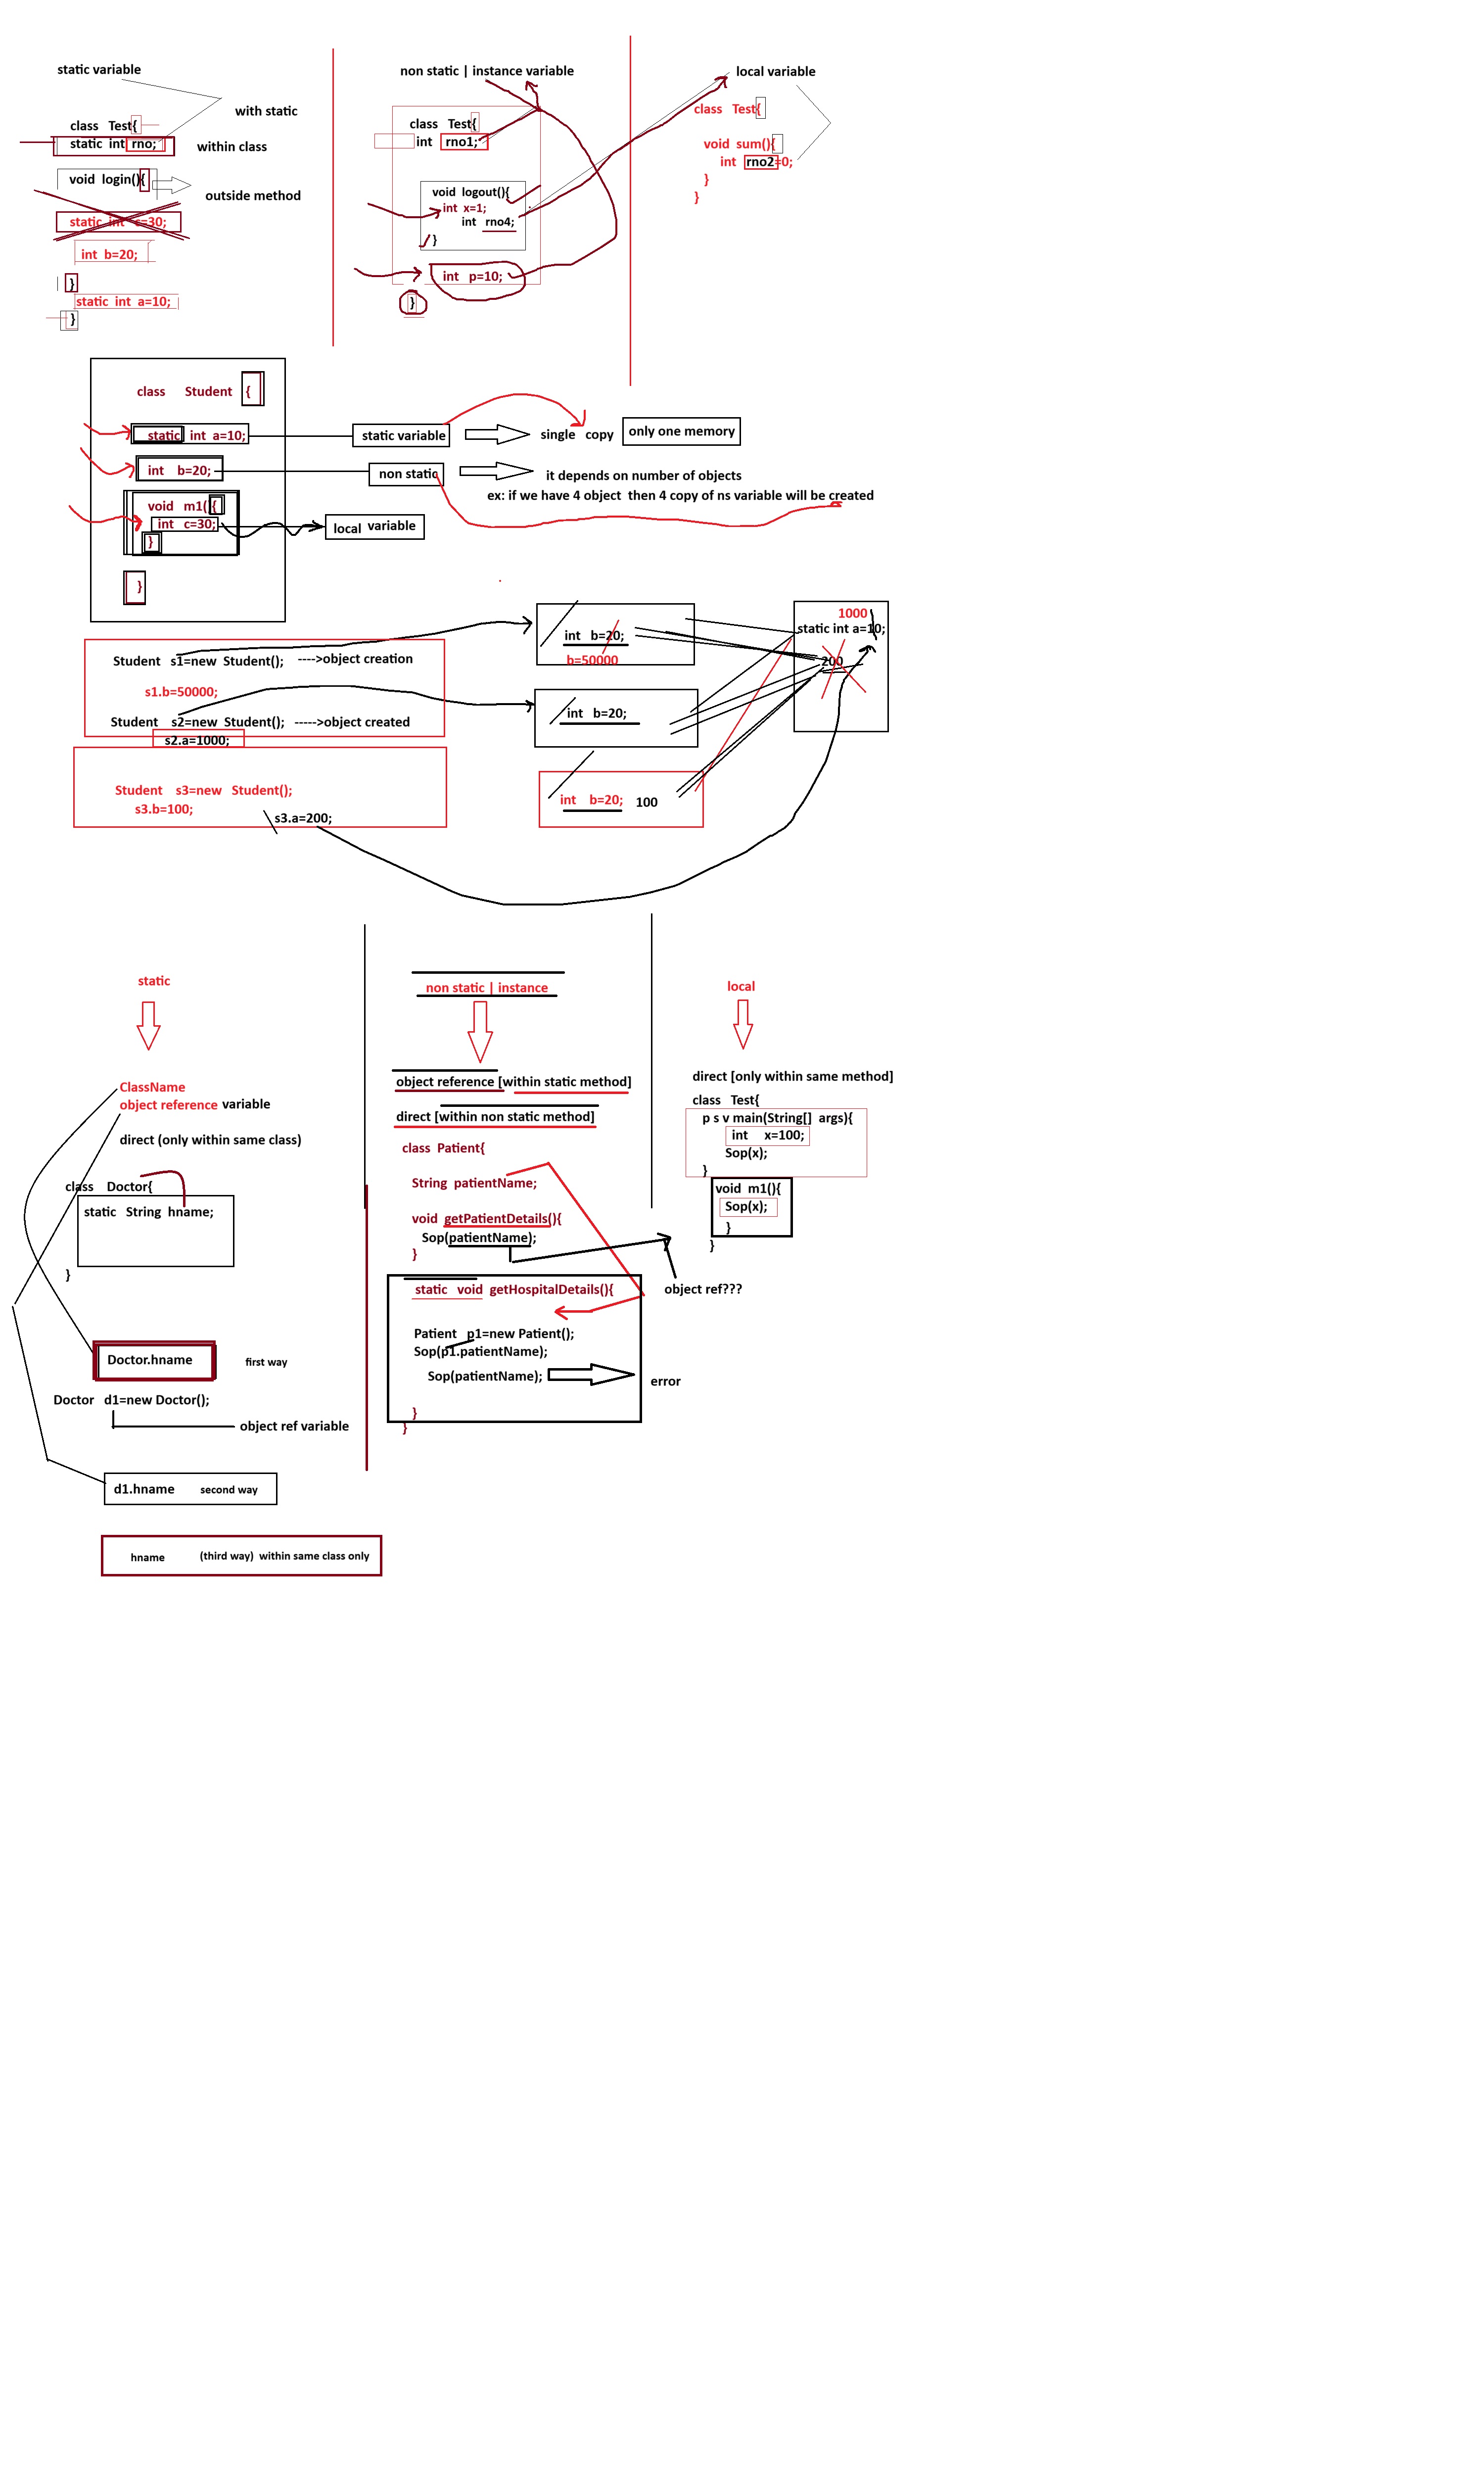 static variable
with static
class Test{
static int rno;
within class
void login(){
outside method
static int c=30;
int b=20;
}
static int a=10;
}
non static | instance variable
class Test{
int rno1;
void logout(){
int x=1;
int rno4;
}
int p=10;
}
local variable
class Test{
void sum(){
int rno2=0;
}
}
class Student {
static int a=10;
static variable
single copy
only one memory
int b=20;
non static
it depends on number of objects
ex: if we have 4 object then 4 copy of ns variable will be created
void m1(){
int c=30;
local variable
}
}
Student s1=new Student(); ---->object creation
s1.b=50000;
Student s2=new Student(); ----->object created
s2.a=1000;
Student s3=new Student();
s3.b=100;
s3.a=200;
int b=20;
b=50000
int b=20;
int b=20; 100
1000
static int a=10;
200
static
ClassName
object reference variable
direct (only within same class)
class Doctor{
static String hname;
}
Doctor.hname first way
Doctor d1=new Doctor();
object ref variable
d1.hname second way
hname (third way) within same class only
non static | instance
object reference [within static method]
direct [within non static method]
class Patient{
String patientName;
void getPatientDetails(){
Sop(patientName);
}
object ref???
static void getHospitalDetails(){
Patient p1=new Patient();
Sop(p1.patientName);
Sop(patientName);
error
}
}
local
direct [only within same method]
class Test{
p s v main(String[] args){
int x=100;
Sop(x);
}
void m1(){
Sop(x);
}
}